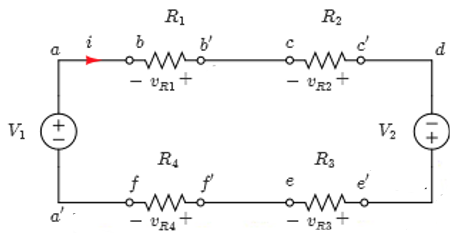 R1 R2
a i b b' c c' d
− vR1 + − vR2 +
V1 + − V2 − +
R4 R3
f f' e e'
a' − vR4 + − vR3 +